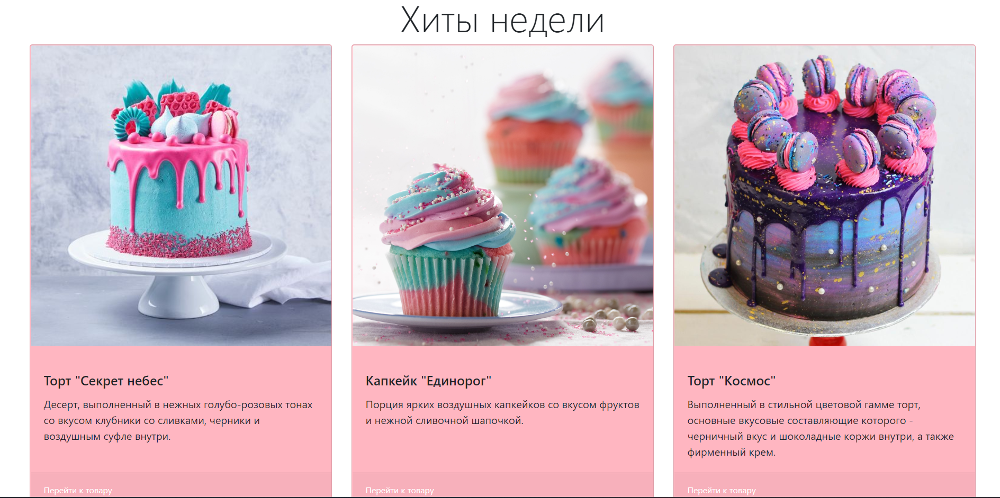 Хиты недели
Торт "Секрет небес"
Десерт, выполненный в нежных голубо-розовых тонах
со вкусом клубники со сливками, черники и
воздушным суфле внутри.
Перейти к товару
Капкейк "Единорог"
Порция ярких воздушных капкейков со вкусом фруктов
и нежной сливочной шапочкой.
Перейти к товару
Торт "Космос"
Выполненный в стильной цветовой гамме торт,
основные вкусовые составляющие которого -
черничный вкус и шоколадные коржи внутри, а также
фирменный крем.
Перейти к товару